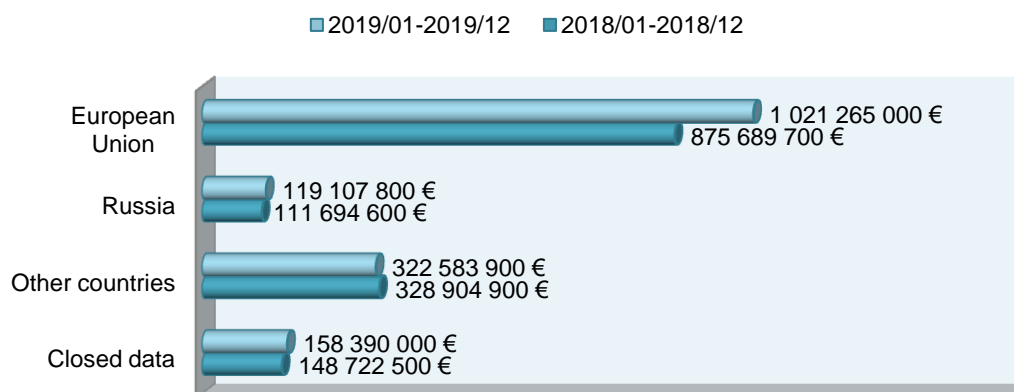 2019/01-2019/12 2018/01-2018/12
European
Union
1 021 265 000 €
875 689 700 €
Russia
119 107 800 €
111 694 600 €
Other countries
322 583 900 €
328 904 900 €
Closed data
158 390 000 €
148 722 500 €